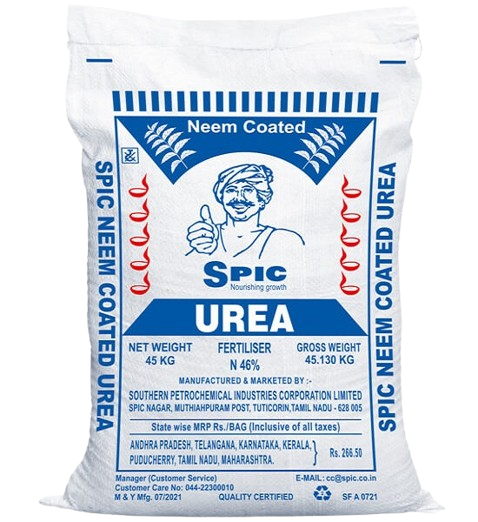 Neem Coated
SPIC NEEM COATED UREA
SPIC NEEM COATED UREA
SPIC
Nourishing growth
UREA
NET WEIGHT
45 KG
FERTILISER
N 46%
GROSS WEIGHT
45.130 KG
MANUFACTURED & MARKETED BY :-
SOUTHERN PETROCHEMICAL INDUSTRIES CORPORATION LIMITED
SPIC NAGAR, MUTHIAHPURAM POST, TUTICORIN,TAMIL NADU - 628 005
State wise MRP Rs./BAG (Inclusive of all taxes)
ANDHRA PRADESH, TELANGANA, KARNATAKA, KERALA,
PUDUCHERRY, TAMIL NADU, MAHARASHTRA.
Rs. 266.50
Manager (Customer Service)
E-MAIL: cc@spic.co.in
Customer Care No: 044-22300010
M & Y Mfg. 07/2021
QUALITY CERTIFIED
SF A 0721